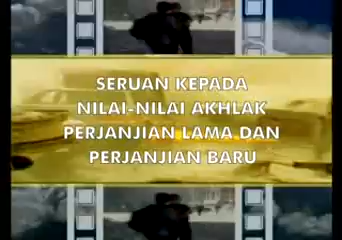 SERUAN KEPADA
NILAI-NILAI AKHLAK
PERJANJIAN LAMA DAN
PERJANJIAN BARU